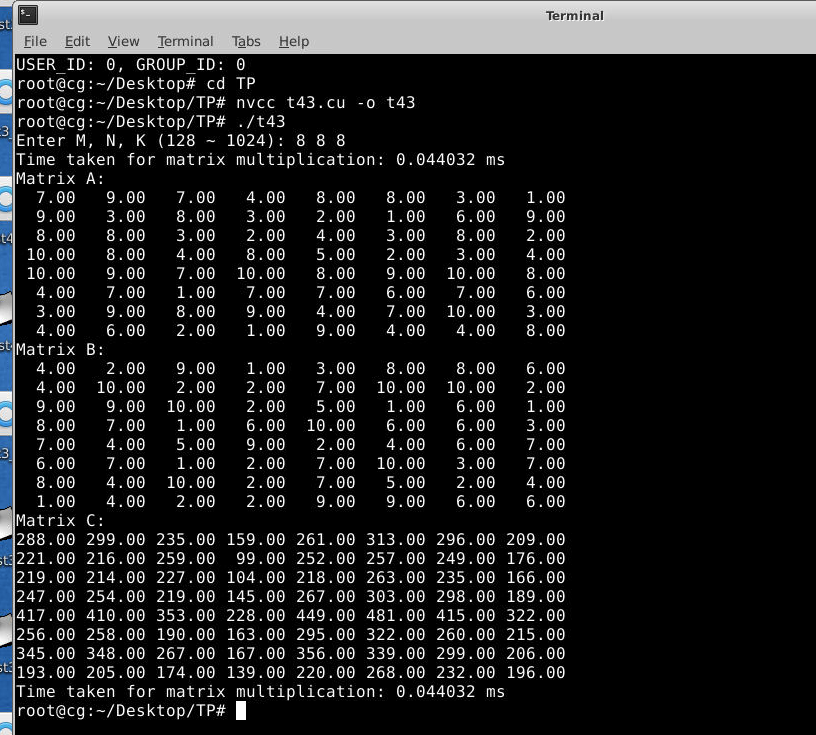 Terminal
File Edit View Terminal Tabs Help
USER_ID: 0, GROUP_ID: 0
root@cg:~/Desktop# cd TP
root@cg:~/Desktop/TP# nvcc t43.cu -o t43
root@cg:~/Desktop/TP# ./t43
Enter M, N, K (128 ~ 1024): 8 8 8
Time taken for matrix multiplication: 0.044032 ms
Matrix A:
7.00 9.00 7.00 4.00 8.00 8.00 3.00 1.00
9.00 3.00 8.00 3.00 2.00 1.00 6.00 9.00
8.00 8.00 3.00 2.00 4.00 3.00 8.00 2.00
10.00 8.00 4.00 8.00 5.00 2.00 3.00 4.00
10.00 9.00 7.00 10.00 8.00 9.00 10.00 8.00
4.00 7.00 1.00 7.00 7.00 6.00 7.00 6.00
3.00 9.00 8.00 9.00 4.00 7.00 10.00 3.00
4.00 6.00 2.00 1.00 9.00 4.00 4.00 8.00
Matrix B:
4.00 2.00 9.00 1.00 3.00 8.00 8.00 6.00
4.00 10.00 2.00 2.00 7.00 10.00 10.00 2.00
9.00 9.00 10.00 2.00 5.00 1.00 6.00 1.00
8.00 7.00 1.00 6.00 10.00 6.00 6.00 3.00
7.00 4.00 5.00 9.00 2.00 4.00 6.00 7.00
6.00 7.00 1.00 2.00 7.00 10.00 3.00 7.00
8.00 4.00 10.00 2.00 7.00 5.00 2.00 4.00
1.00 4.00 2.00 2.00 9.00 9.00 6.00 6.00
Matrix C:
288.00 299.00 235.00 159.00 261.00 313.00 296.00 209.00
221.00 216.00 259.00 99.00 252.00 257.00 249.00 176.00
219.00 214.00 227.00 104.00 218.00 263.00 235.00 166.00
247.00 254.00 219.00 145.00 267.00 303.00 298.00 189.00
417.00 410.00 353.00 228.00 449.00 481.00 415.00 322.00
256.00 258.00 190.00 163.00 295.00 322.00 260.00 215.00
345.00 348.00 267.00 167.00 356.00 339.00 299.00 206.00
193.00 205.00 174.00 139.00 220.00 268.00 232.00 196.00
Time taken for matrix multiplication: 0.044032 ms
root@cg:~/Desktop/TP#